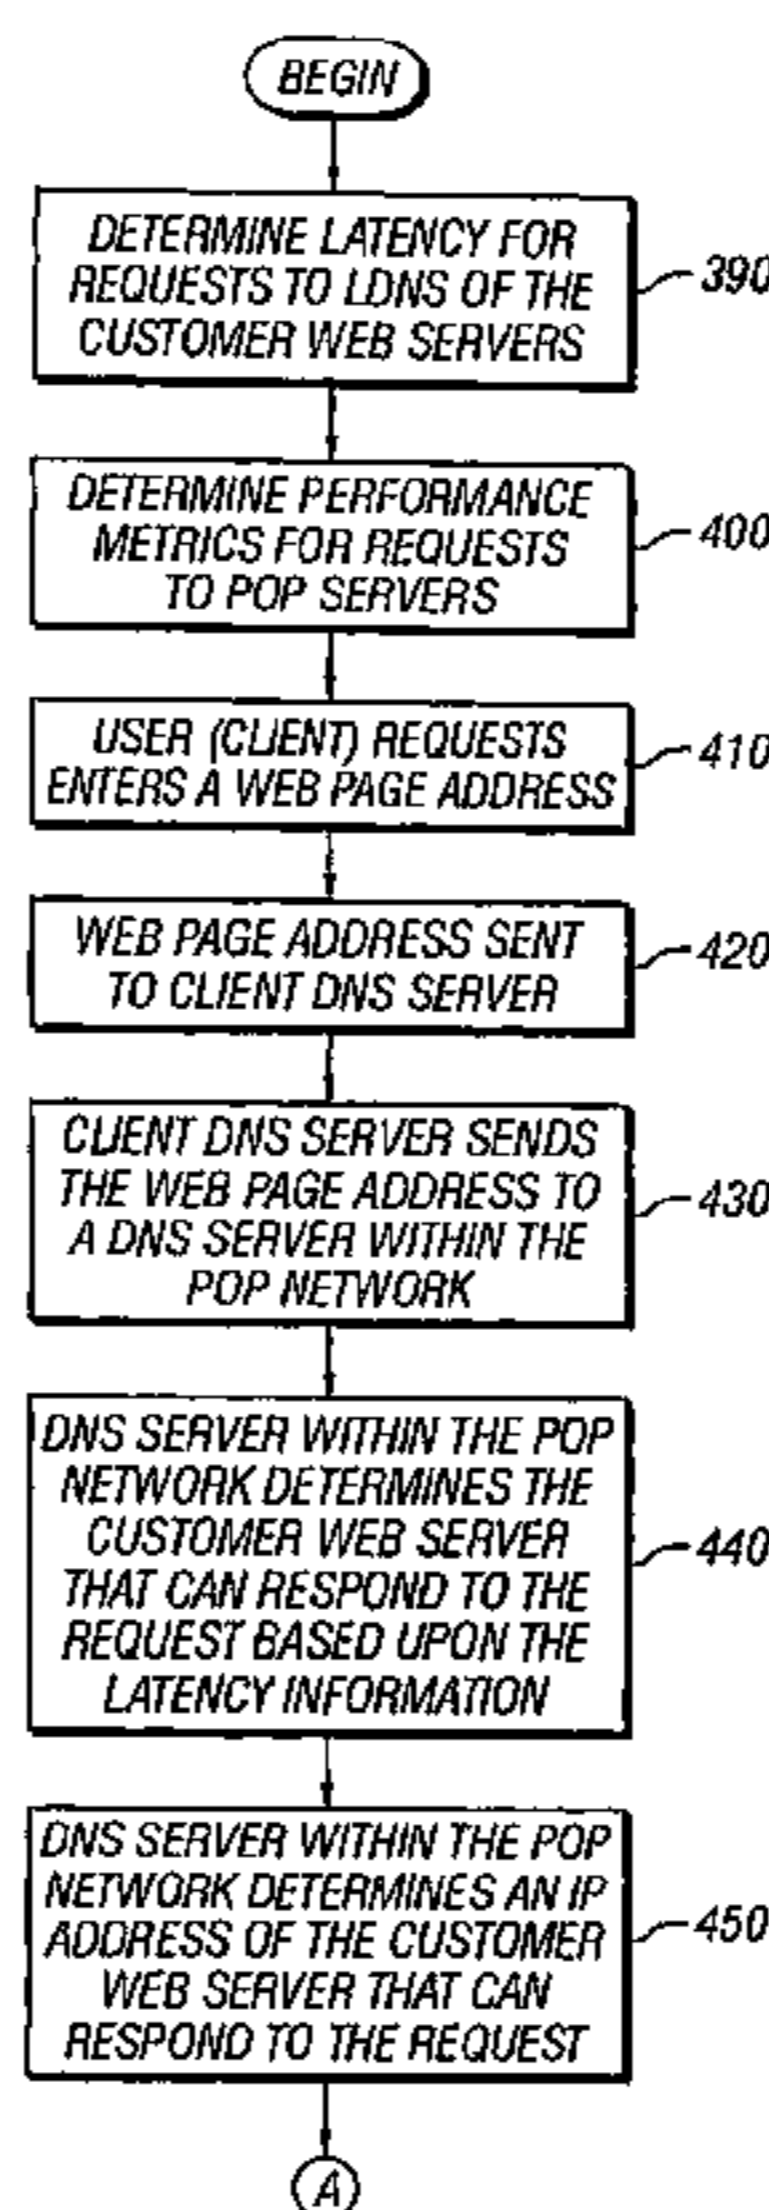 BEGIN
DETERMINE LATENCY FOR
REQUESTS TO LDNS OF THE
CUSTOMER WEB SERVERS
390
DETERMINE PERFORMANCE
METRICS FOR REQUESTS
TO POP SERVERS
400
USER (CLIENT) REQUESTS
ENTERS A WEB PAGE ADDRESS
410
WEB PAGE ADDRESS SENT
TO CLIENT DNS SERVER
420
CLIENT DNS SERVER SENDS
THE WEB PAGE ADDRESS TO
A DNS SERVER WITHIN THE
POP NETWORK
430
DNS SERVER WITHIN THE POP
NETWORK DETERMINES THE
CUSTOMER WEB SERVER
THAT CAN RESPOND TO THE
REQUEST BASED UPON THE
LATENCY INFORMATION
440
DNS SERVER WITHIN THE POP
NETWORK DETERMINES AN IP
ADDRESS OF THE CUSTOMER
WEB SERVER THAT CAN
RESPOND TO THE REQUEST
450
A